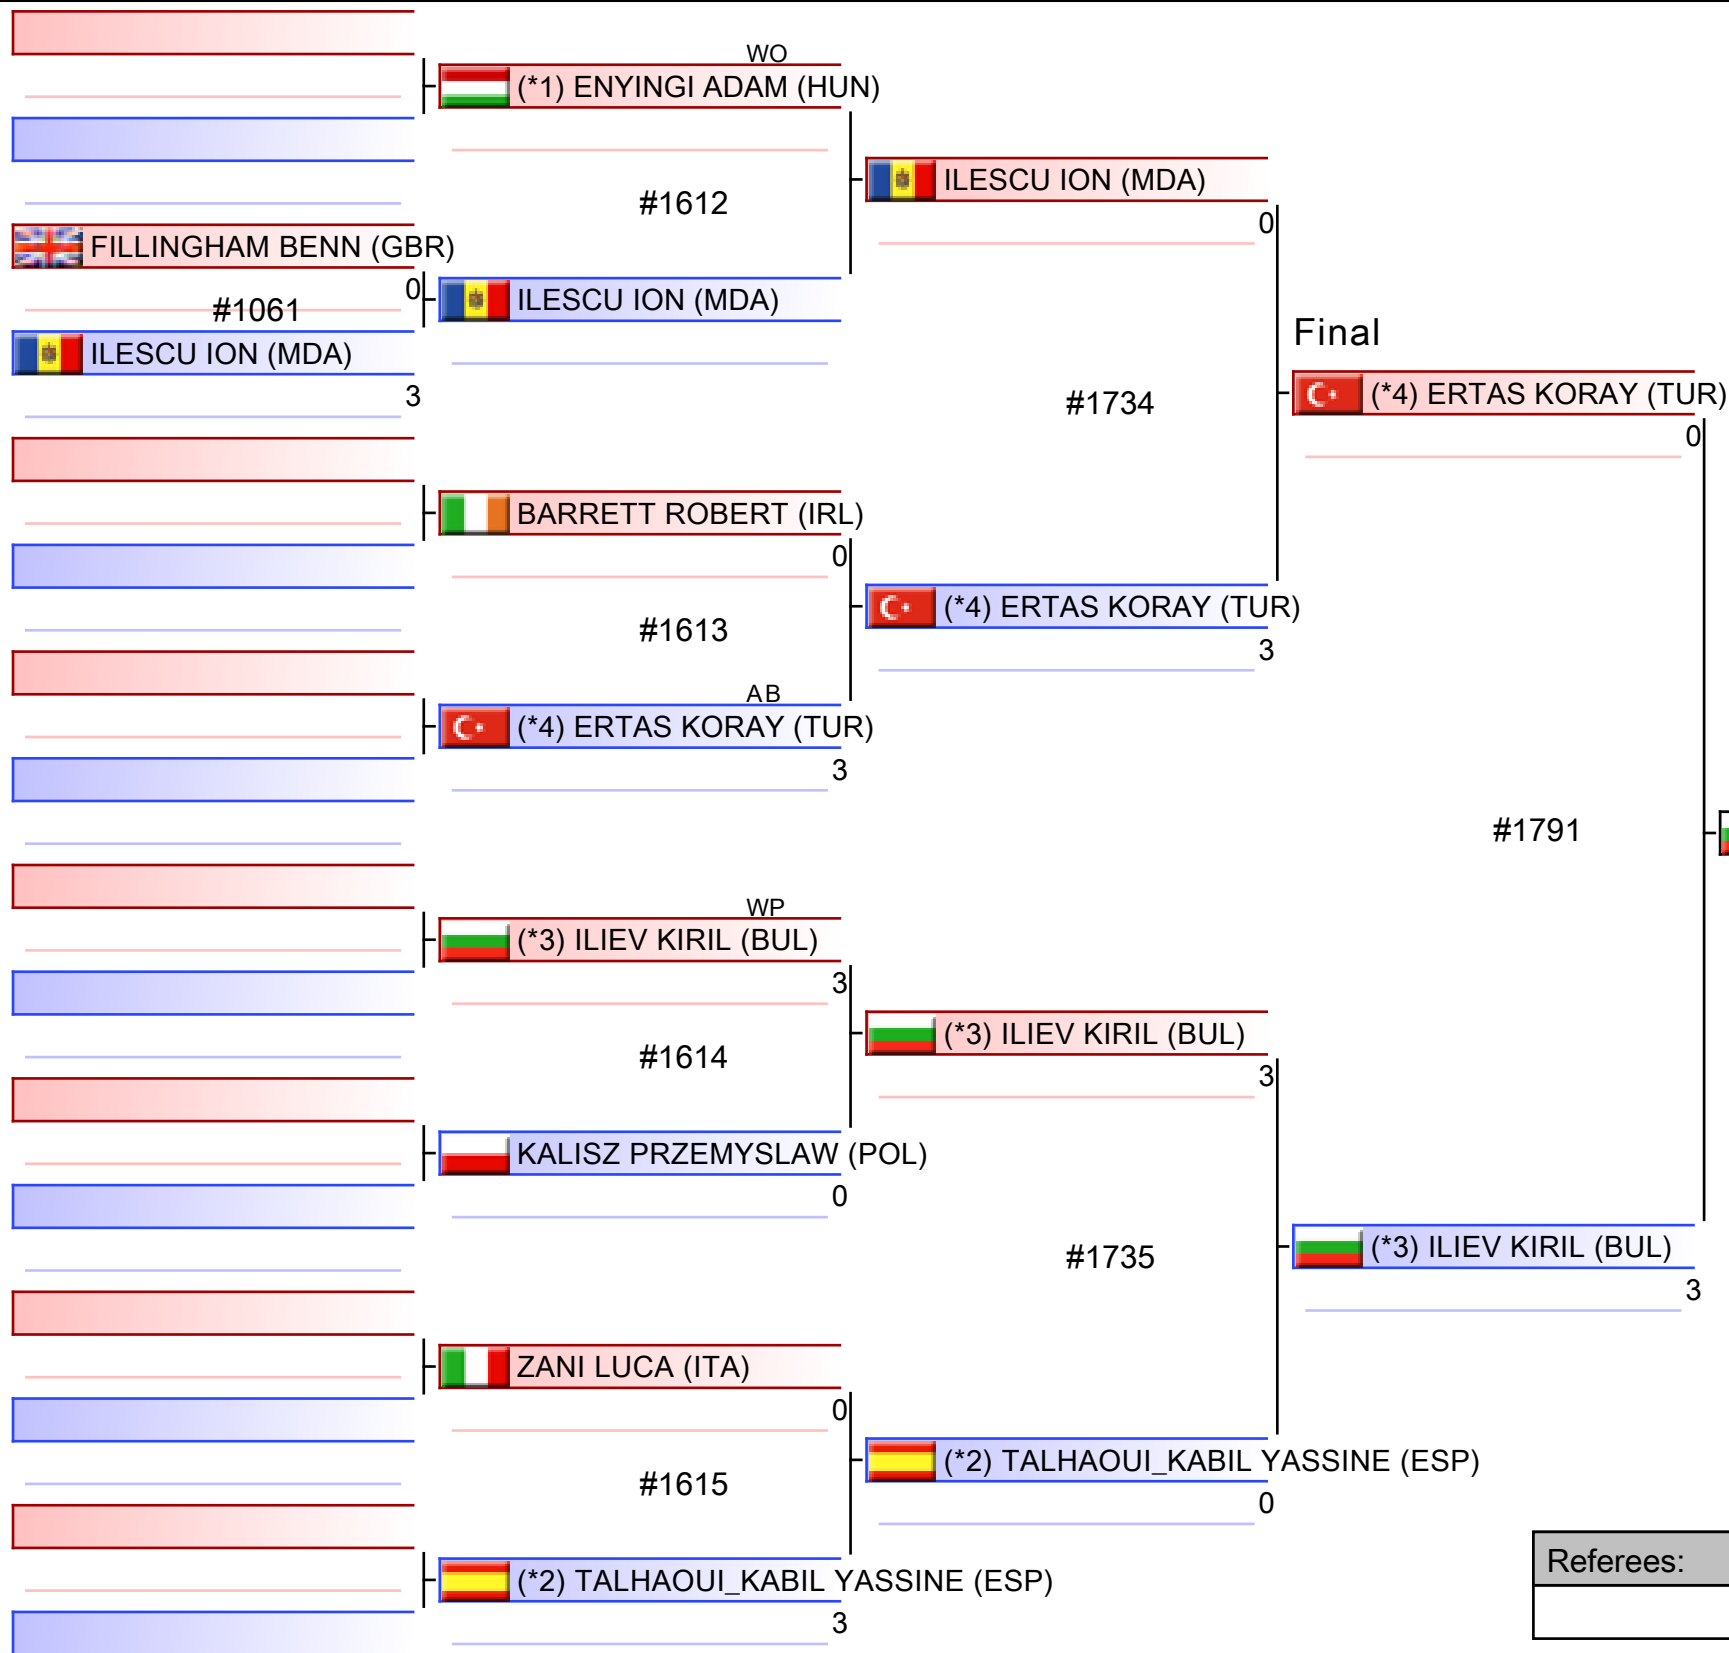 WO
(*1) ENYINGI ADAM (HUN)
ILESCU ION (MDA)
0
#1612
FILLINGHAM BENN (GBR)
0
#1061
ILESCU ION (MDA)
ILESCU ION (MDA)
3
Final
(*4) ERTAS KORAY (TUR)
0
#1734
BARRETT ROBERT (IRL)
0
#1613
(*4) ERTAS KORAY (TUR)
3
AB
(*4) ERTAS KORAY (TUR)
3
#1791
WP
(*3) ILIEV KIRIL (BUL)
3
#1614
(*3) ILIEV KIRIL (BUL)
3
KALISZ PRZEMYSLAW (POL)
0
#1735
(*3) ILIEV KIRIL (BUL)
3
ZANI LUCA (ITA)
0
#1615
(*2) TALHAOUI_KABIL YASSINE (ESP)
0
(*2) TALHAOUI_KABIL YASSINE (ESP)
3
Referees: